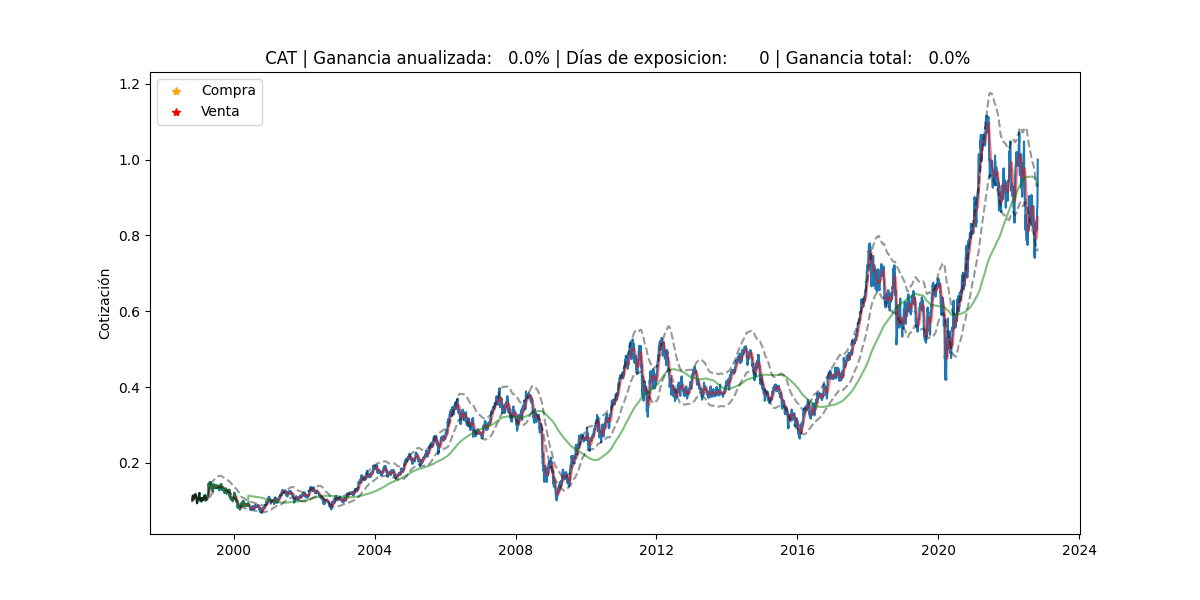 CAT | Ganancia anualizada:   0.0% | Días de exposicion:      0 | Ganancia total:   0.0%
Compra
Venta
Cotización
1.2
1.0
0.8
0.6
0.4
0.2
2000 2004 2008 2012 2016 2020 2024